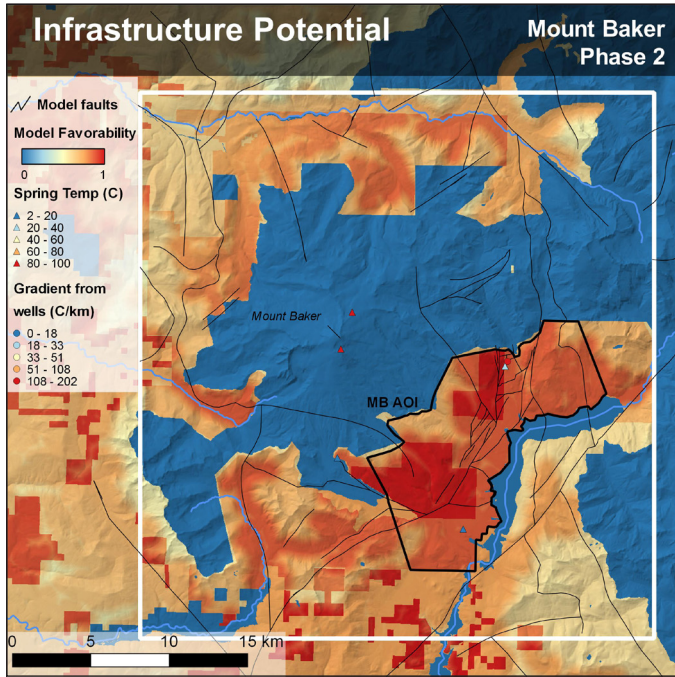 Infrastructure Potential
Mount Baker
Phase 2
Model faults
Model Favorability
0 1
Spring Temp (C)
2 - 20
20 - 40
40 - 60
60 - 80
80 - 100
Gradient from
wells (C/km)
0 - 18
18 - 33
33 - 51
51 - 108
108 - 202
Mount Baker
MB AOI
0 5 10 15 km